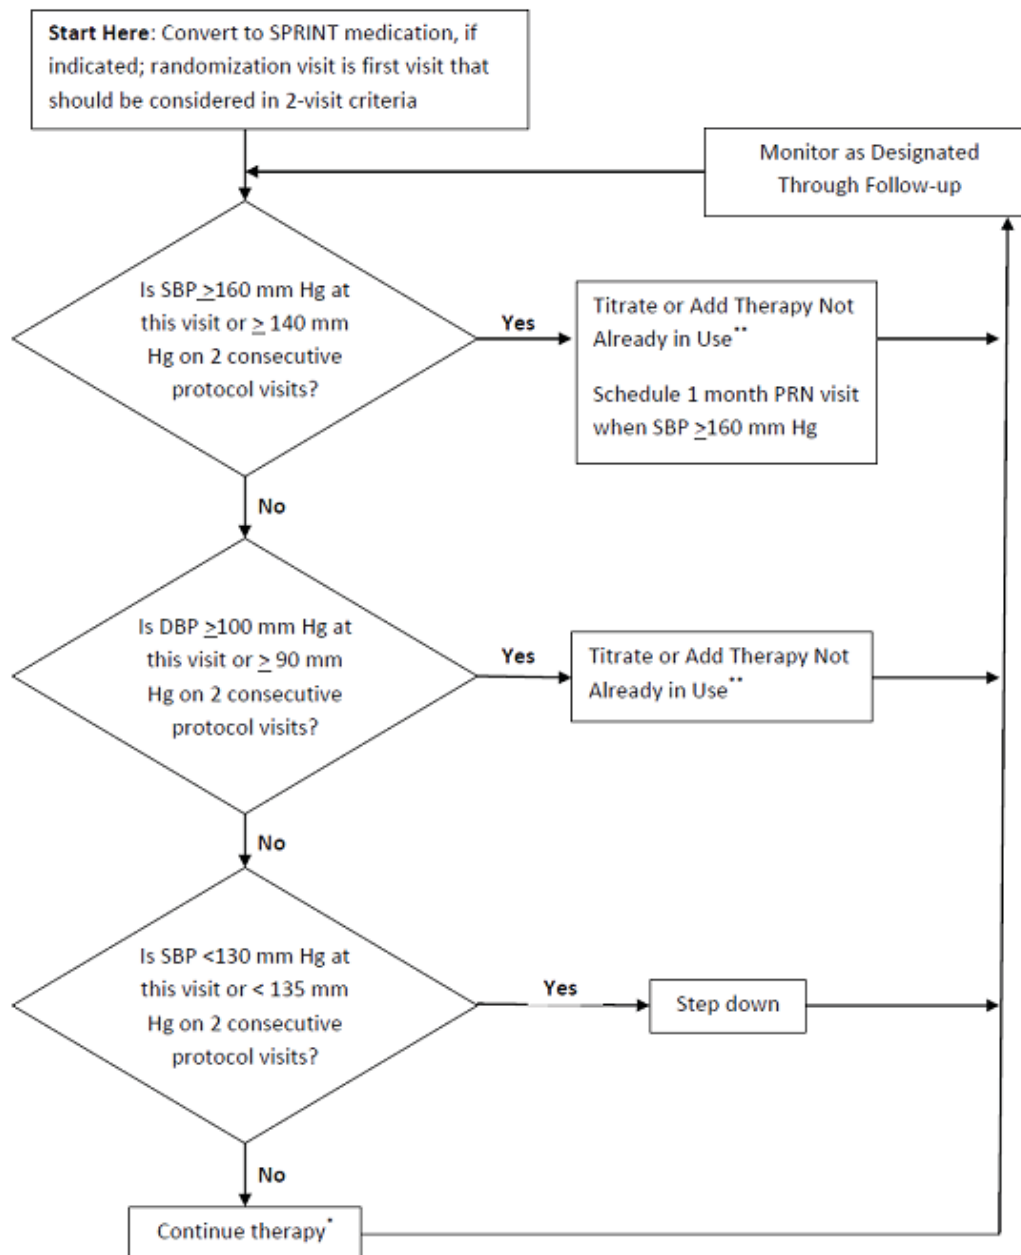 Start Here: Convert to SPRINT medication, if
indicated; randomization visit is first visit that
should be considered in 2-visit criteria
Monitor as Designated
Through Follow-up
Is SBP ≥160 mm Hg at
this visit or ≥ 140 mm
Hg on 2 consecutive
protocol visits?
Yes
Titrate or Add Therapy Not
Already in Use**
Schedule 1 month PRN visit
when SBP ≥160 mm Hg
No
Is DBP ≥100 mm Hg at
this visit or ≥ 90 mm
Hg on 2 consecutive
protocol visits?
Yes
Titrate or Add Therapy Not
Already in Use**
No
Is SBP <130 mm Hg at
this visit or < 135 mm
Hg on 2 consecutive
protocol visits?
Yes
Step down
No
Continue therapy*